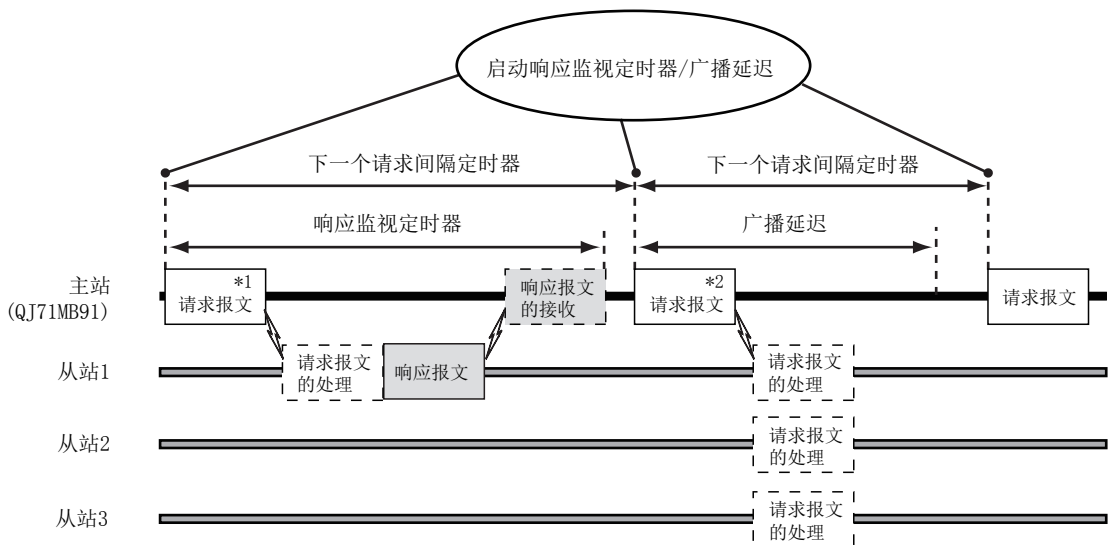 启动响应监视定时器/广播延迟
下一个请求间隔定时器
下一个请求间隔定时器
响应监视定时器
广播延迟
主站
(QJ71MB91)
*1
请求报文
响应报文
的接收
*2
请求报文
请求报文
从站1
请求报文
的处理
响应报文
请求报文
的处理
从站2
请求报文
的处理
从站3
请求报文
的处理